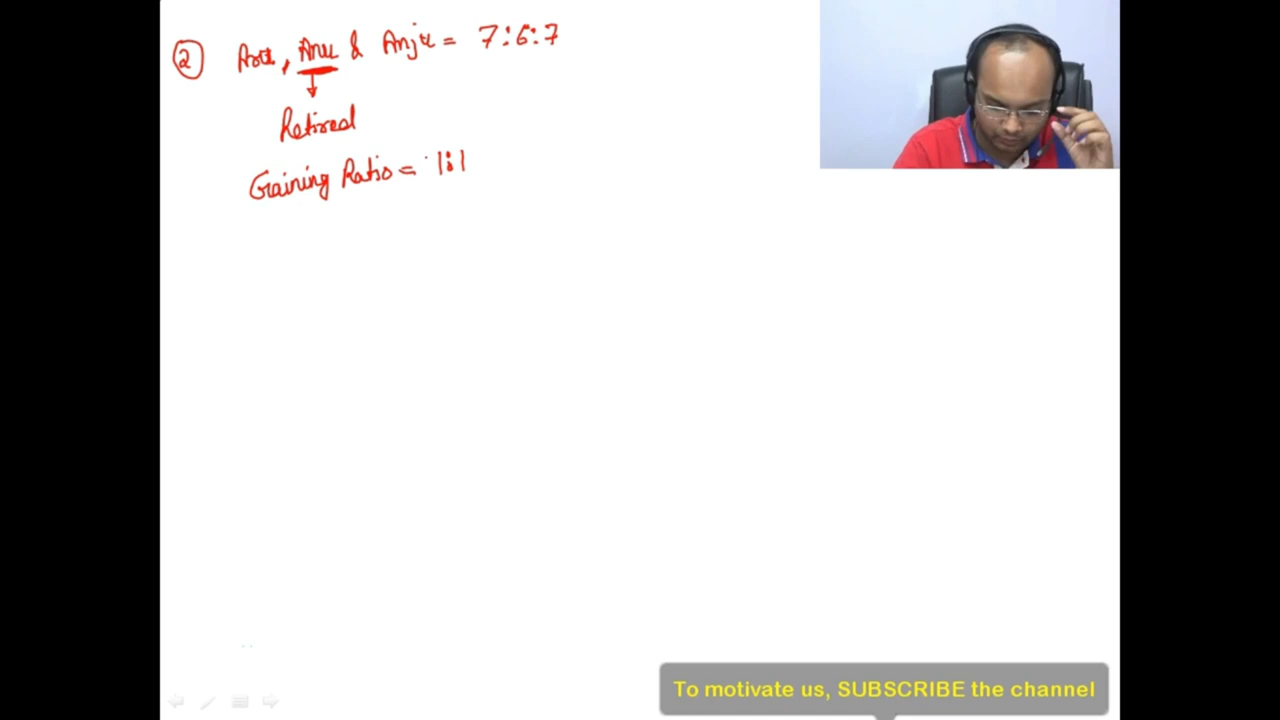 ② Arti, Anu & Anju = 7:6:7
Retired
Gaining Ratio = 1:1
To motivate us, SUBSCRIBE the channel